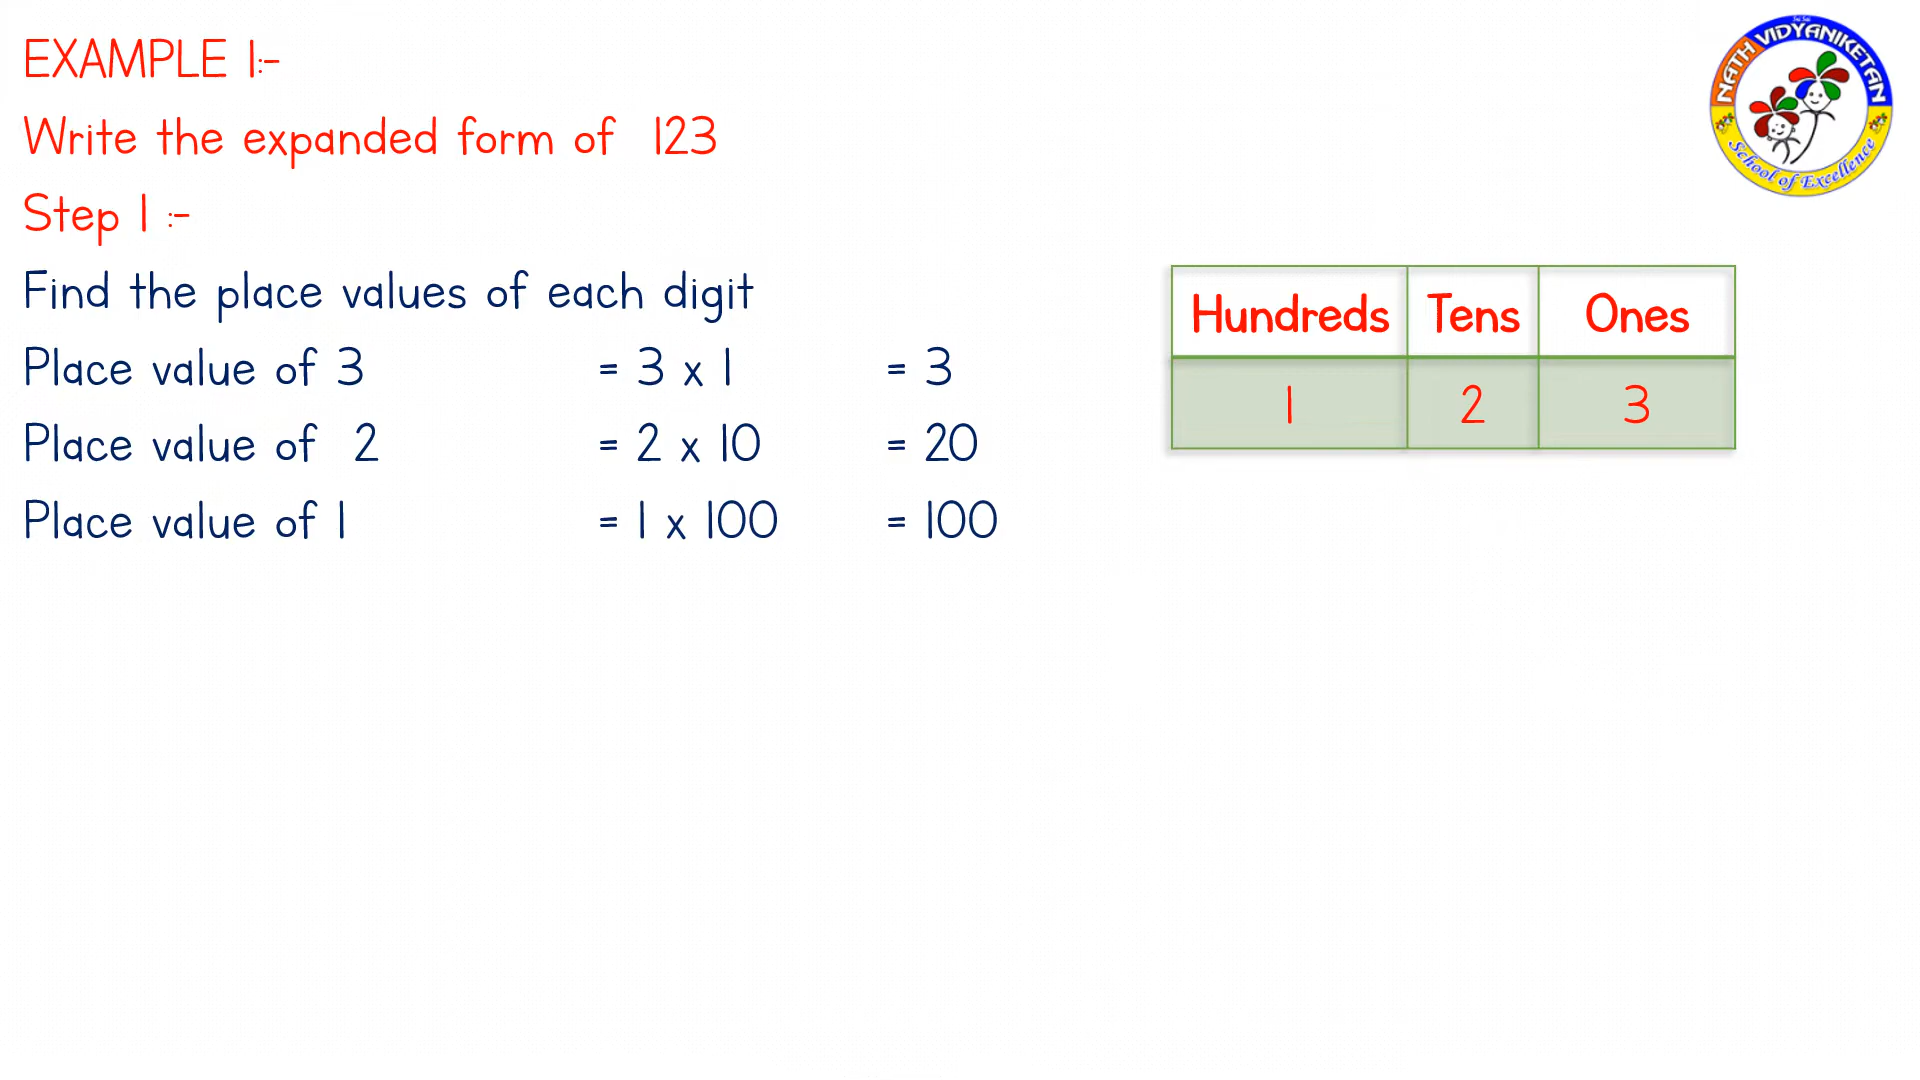 EXAMPLE 1:-
Write the expanded form of 123
Step 1 :-
Find the place values of each digit
Place value of 3 = 3 x 1 = 3
Place value of 2 = 2 x 10 = 20
Place value of 1 = 1 x 100 = 100
Hundreds Tens Ones
1 2 3
NATH VIDYANIKETAN
School of Excellence